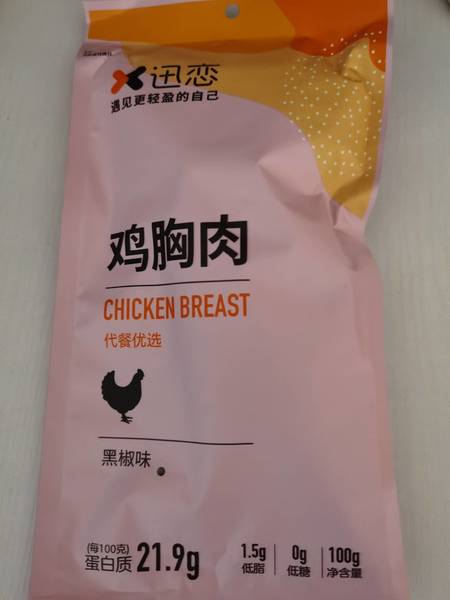 迅恋
遇见更轻盈的自己
鸡胸肉
CHICKEN BREAST
代餐优选
黑椒味
(每100克)
蛋白质 21.9g
1.5g
低脂
0g
低糖
100g
净含量